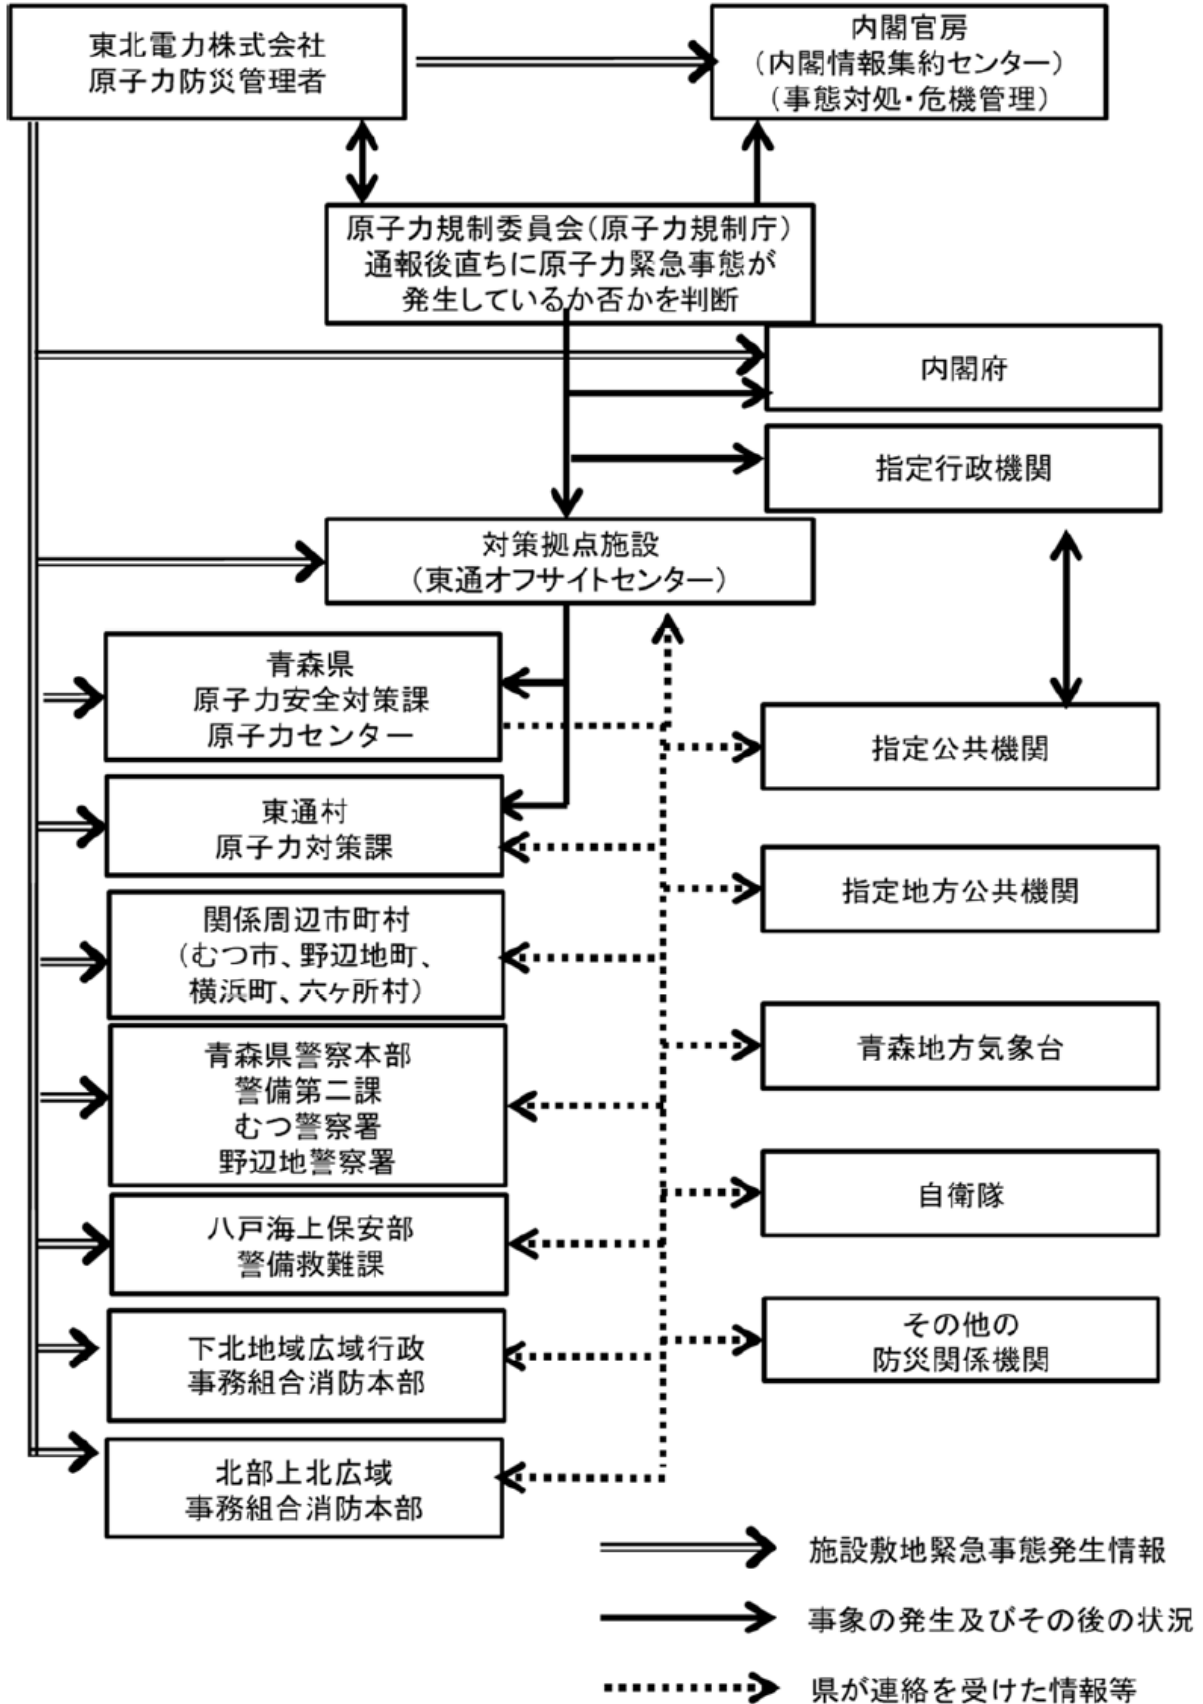 東北電力株式会社
原子力防災管理者
内閣官房
（内閣情報集約センター）
（事態対処・危機管理）
原子力規制委員会（原子力規制庁）
通報後直ちに原子力緊急事態が
発生しているか否かを判断
内閣府
指定行政機関
対策拠点施設
（東通オフサイトセンター）
青森県
原子力安全対策課
原子力センター
指定公共機関
東通村
原子力対策課
指定地方公共機関
関係周辺市町村
（むつ市、野辺地町、
横浜町、六ヶ所村）
青森県警察本部
警備第二課
むつ警察署
野辺地警察署
青森地方気象台
自衛隊
八戸海上保安部
警備救難課
その他の
防災関係機関
下北地域広域行政
事務組合消防本部
北部上北広域
事務組合消防本部
施設敷地緊急事態発生情報
事象の発生及びその後の状況
県が連絡を受けた情報等